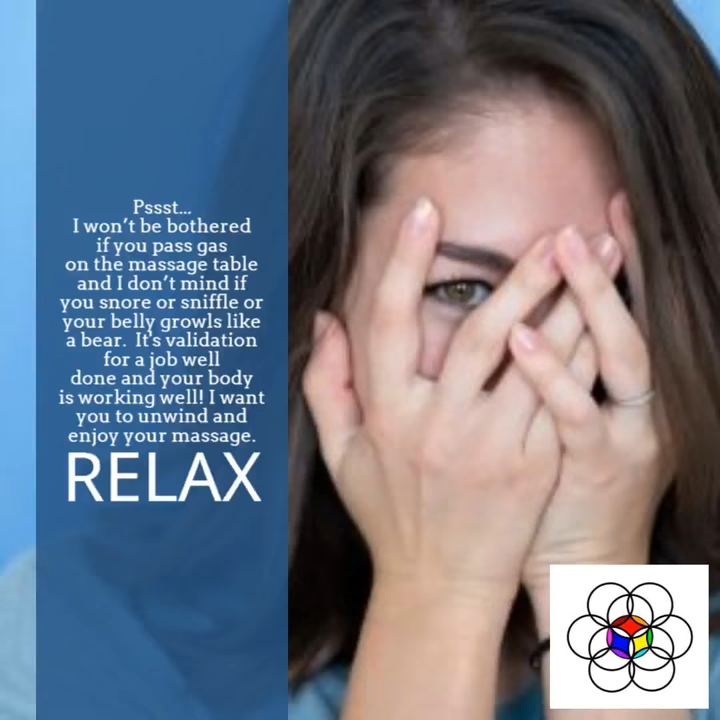 Pssst...
I won't be bothered
if you pass gas
on the massage table
and I don't mind if
you snore or sniffle or
your belly growls like
a bear.  It's validation
for a job well
done and your body
is working well! I want
you to unwind and
enjoy your massage.
RELAX